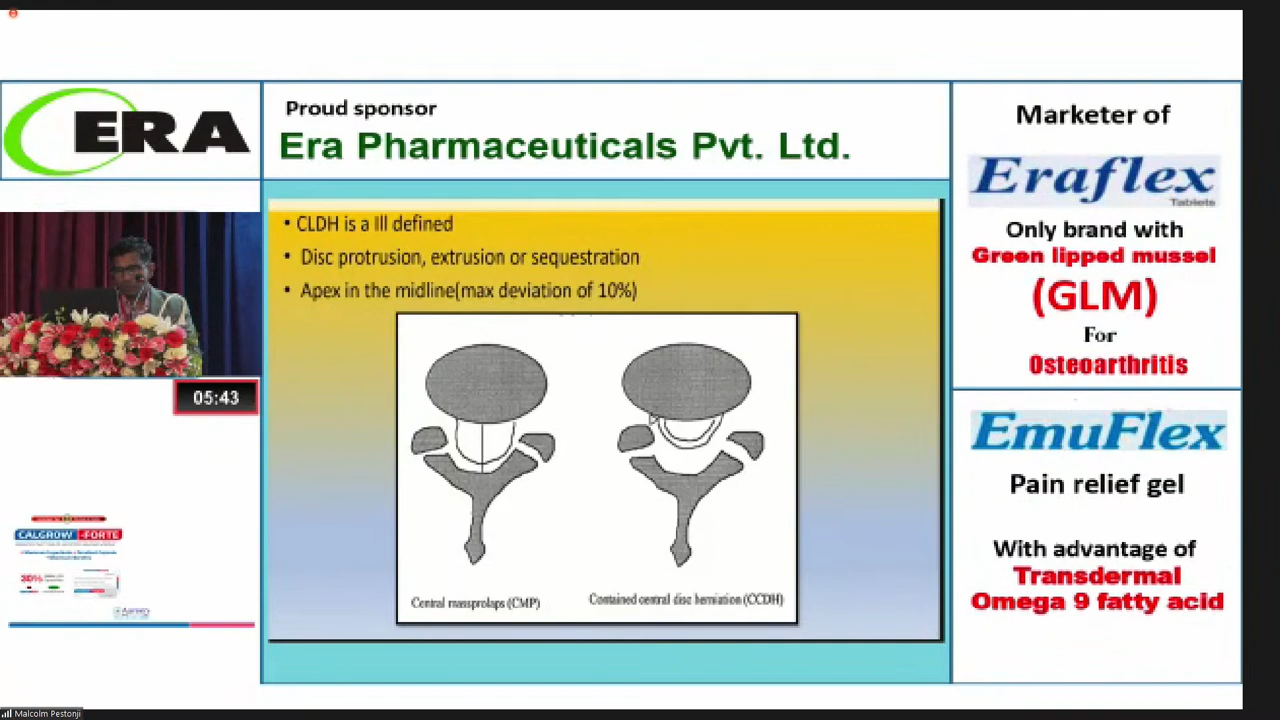 ERA
Proud sponsor
Era Pharmaceuticals Pvt. Ltd.
• CLDH is a Ill defined
• Disc protrusion, extrusion or sequestration
• Apex in the midline(max deviation of 10%)
Central massprolaps (CMP)
Contained central disc herniation (CCDH)
05:43
CALGROW -FORTE
30%
Marketer of
Eraflex
Tablets
Only brand with
Green lipped mussel
(GLM)
For
Osteoarthritis
EmuFlex
Pain relief gel
With advantage of
Transdermal
Omega 9 fatty acid
Malcolm Pestonji